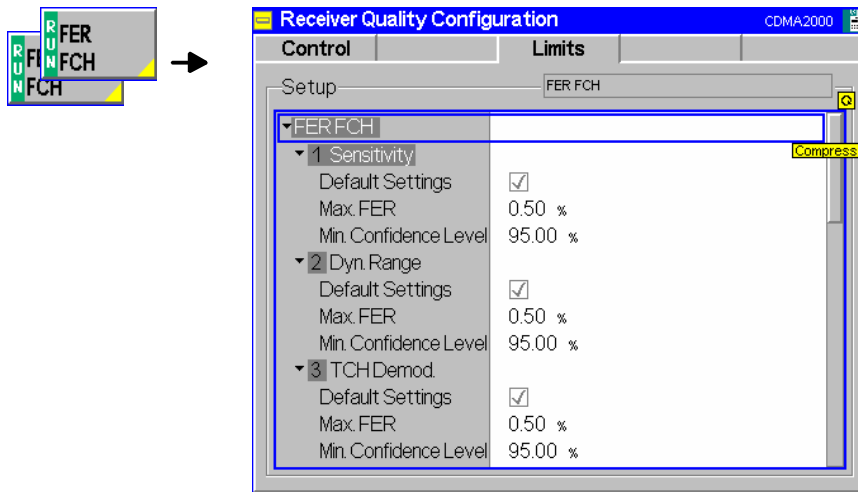 FER
FCH
RUN
FE
FCH
RUN
Receiver Quality Configuration CDMA2000
Control Limits
Setup FER FCH
FER FCH
Compress
1 Sensitivity
Default Settings
Max. FER 0.50 %
Min. Confidence Level 95.00 %
2 Dyn. Range
Default Settings
Max. FER 0.50 %
Min. Confidence Level 95.00 %
3 TCH Demod.
Default Settings
Max. FER 0.50 %
Min. Confidence Level 95.00 %